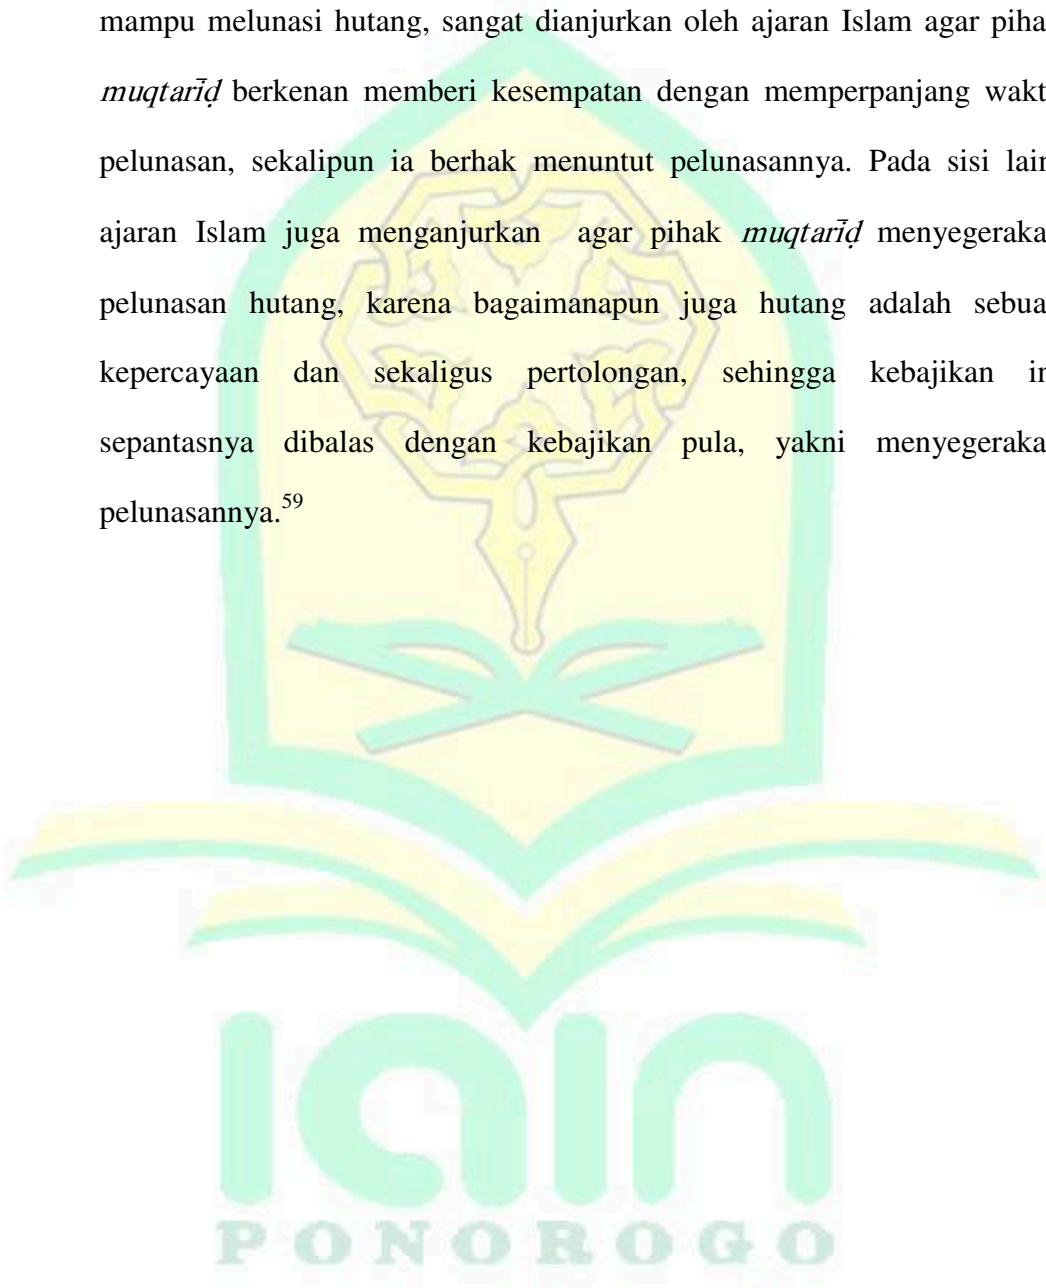 mampu melunasi hutang, sangat dianjurkan oleh ajaran Islam agar piha
muqtarīḍ berkenan memberi kesempatan dengan memperpanjang wakt
pelunasan, sekalipun ia berhak menuntut pelunasannya. Pada sisi lain
ajaran Islam juga menganjurkan agar pihak muqtarīḍ menyegeraka
pelunasan hutang, karena bagaimanapun juga hutang adalah sebua
kepercayaan dan sekaligus pertolongan, sehingga kebajikan in
sepantasnya dibalas dengan kebajikan pula, yakni menyegeraka
pelunasannya.59
iain
PONOROGO